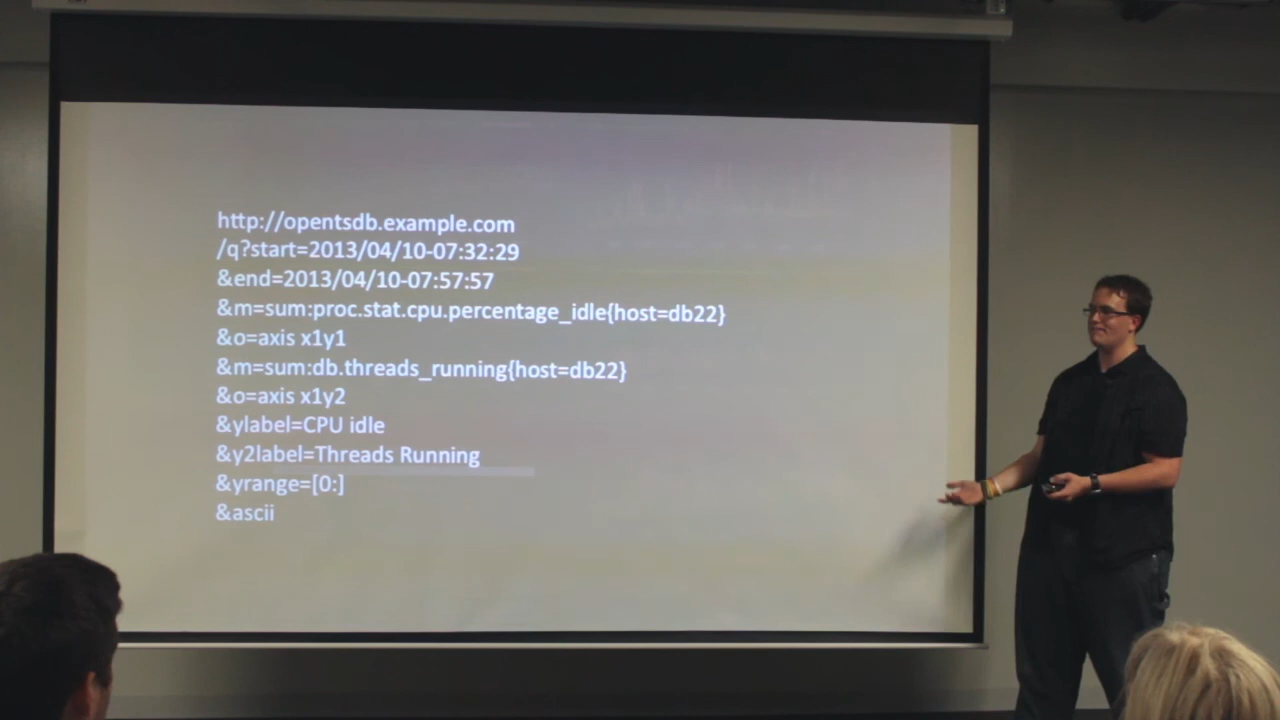 http://opentsdb.example.com
/q?start=2013/04/10-07:32:29
&end=2013/04/10-07:57:57
&m=sum:proc.stat.cpu.percentage_idle{host=db22}
&o=axis x1y1
&m=sum:db.threads_running{host=db22}
&o=axis x1y2
&ylabel=CPU idle
&y2label=Threads Running
&yrange=[0:]
&ascii